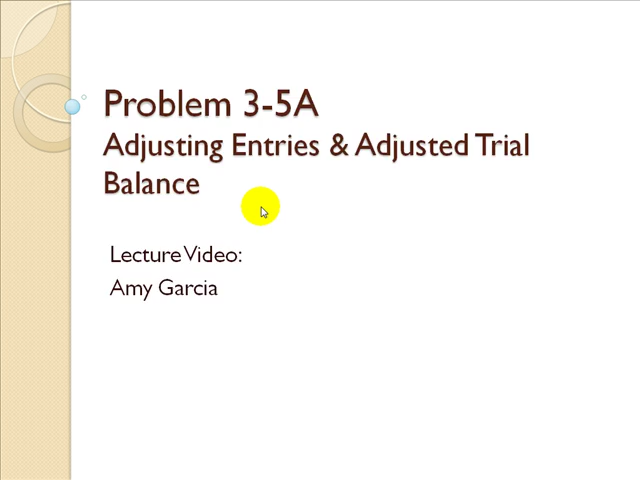 Problem 3-5A
Adjusting Entries & Adjusted Trial
Balance
Lecture Video:
Amy Garcia